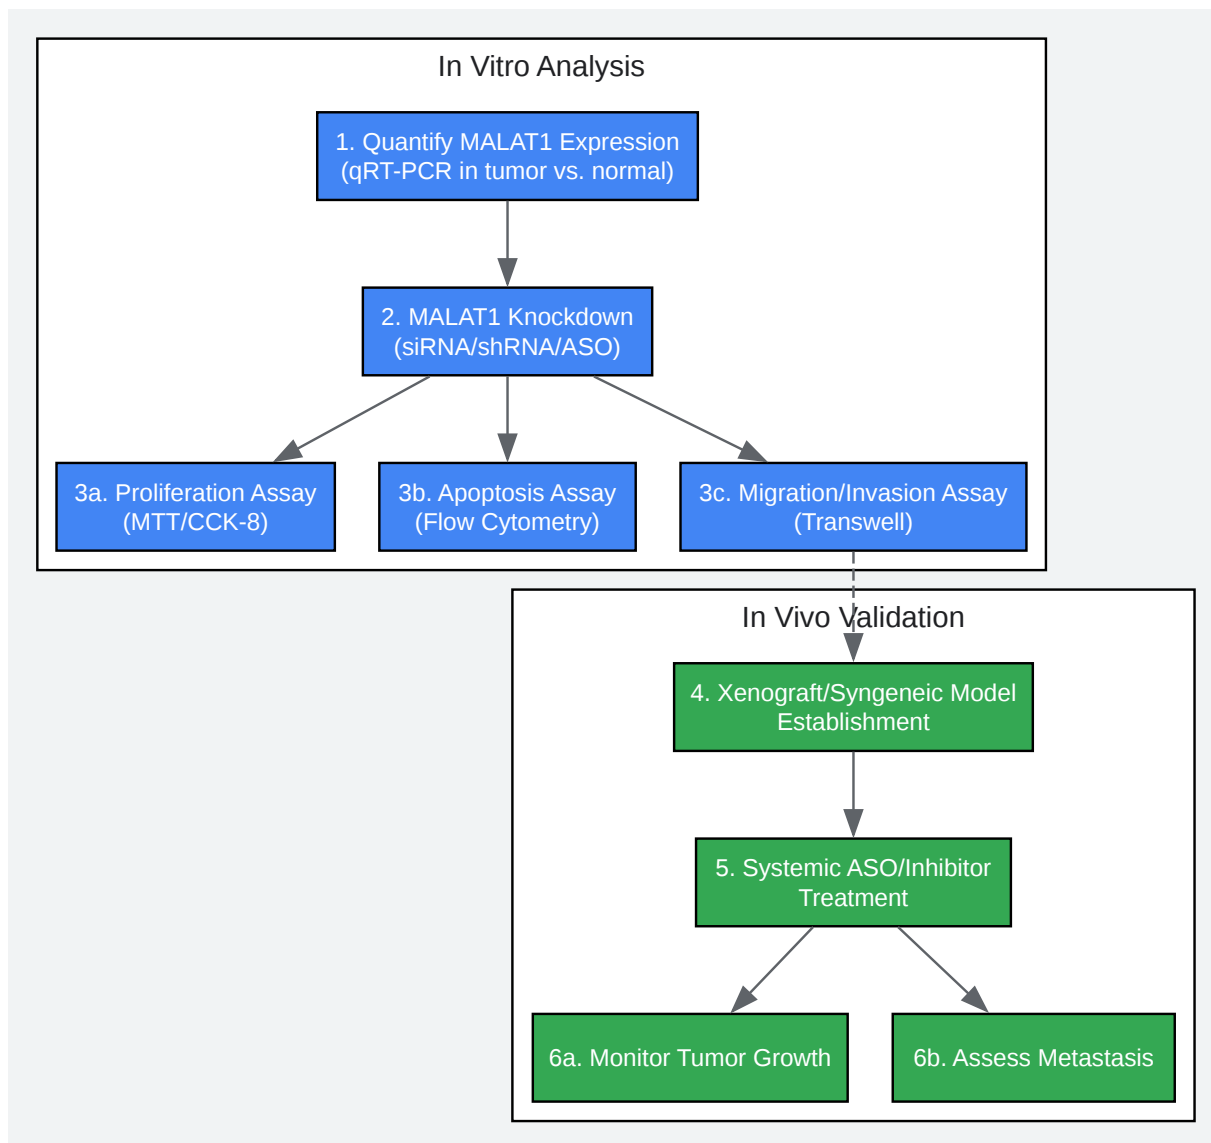 In Vitro Analysis
1. Quantify MALAT1 Expression
(qRT-PCR in tumor vs. normal)
2. MALAT1 Knockdown
(siRNA/shRNA/ASO)
3a. Proliferation Assay
(MTT/CCK-8)
3b. Apoptosis Assay
(Flow Cytometry)
3c. Migration/Invasion Assay
(Transwell)
In Vivo Validation
4. Xenograft/Syngeneic Model
Establishment
5. Systemic ASO/Inhibitor
Treatment
6a. Monitor Tumor Growth
6b. Assess Metastasis